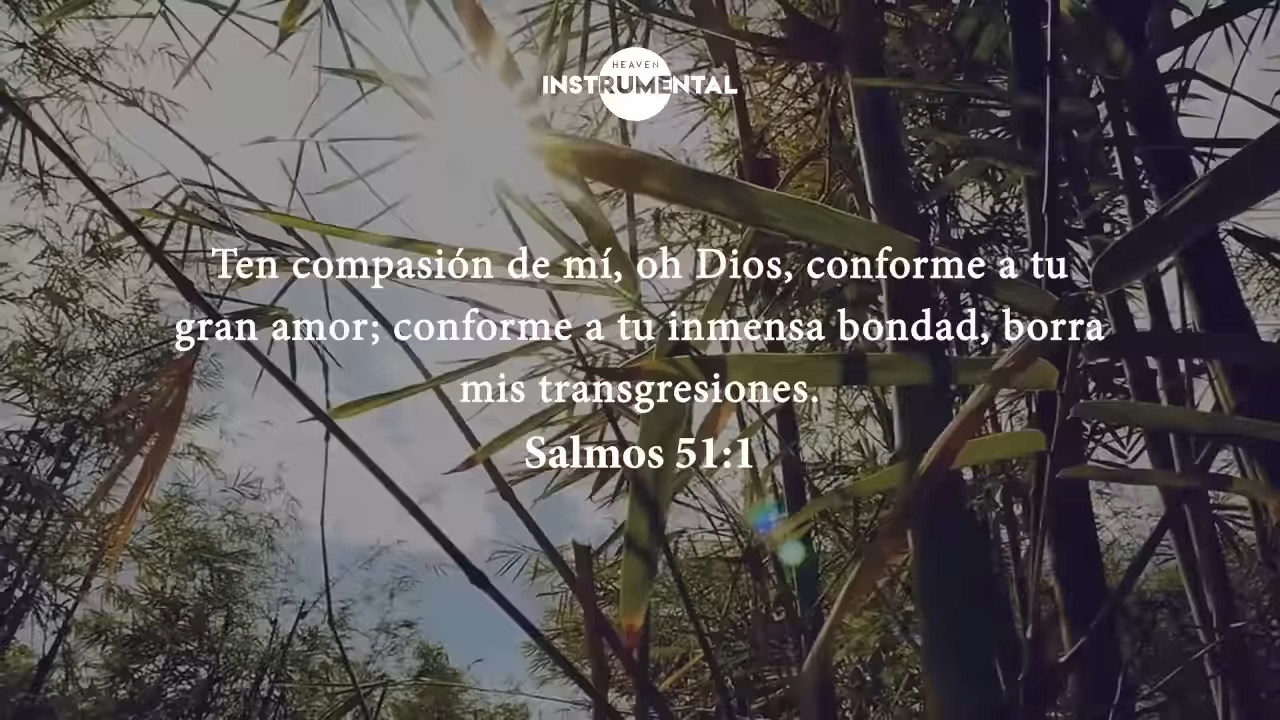 HEAVEN
INSTRUMENTAL
Ten compasión de mí, oh Dios, conforme a tu
gran amor; conforme a tu inmensa bondad, borra
mis transgresiones.
Salmos 51:1